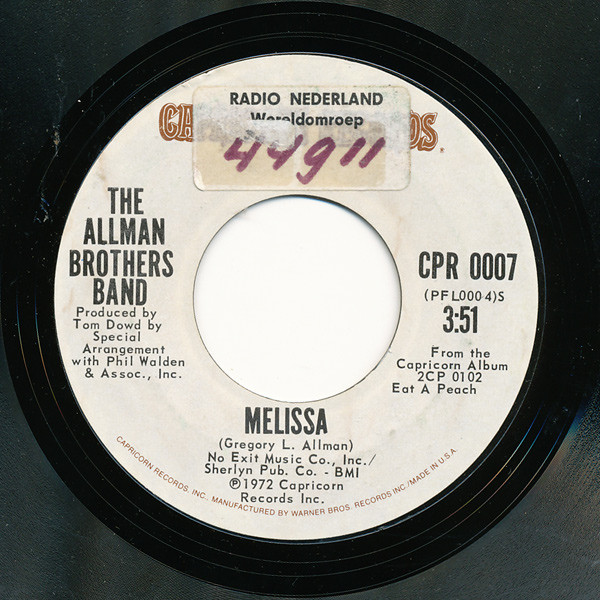 RADIO NEDERLAND
Wereldomroep
44911
THE
ALLMAN
BROTHERS
BAND
Produced by
Tom Dowd by
Special
Arrangement
with Phil Walden
& Assoc., Inc.
CPR 0007
(PFL0004)S
3:51
From the
Capricorn Album
2CP 0102
Eat A Peach
MELISSA
(Gregory L. Allman)
No Exit Music Co., Inc./
Sherlyn Pub. Co. - BMI
℗1972 Capricorn
Records Inc.
CAPRICORN RECORDS, INC. MANUFACTURED BY WARNER BROS. RECORDS INC./MADE IN U.S.A.